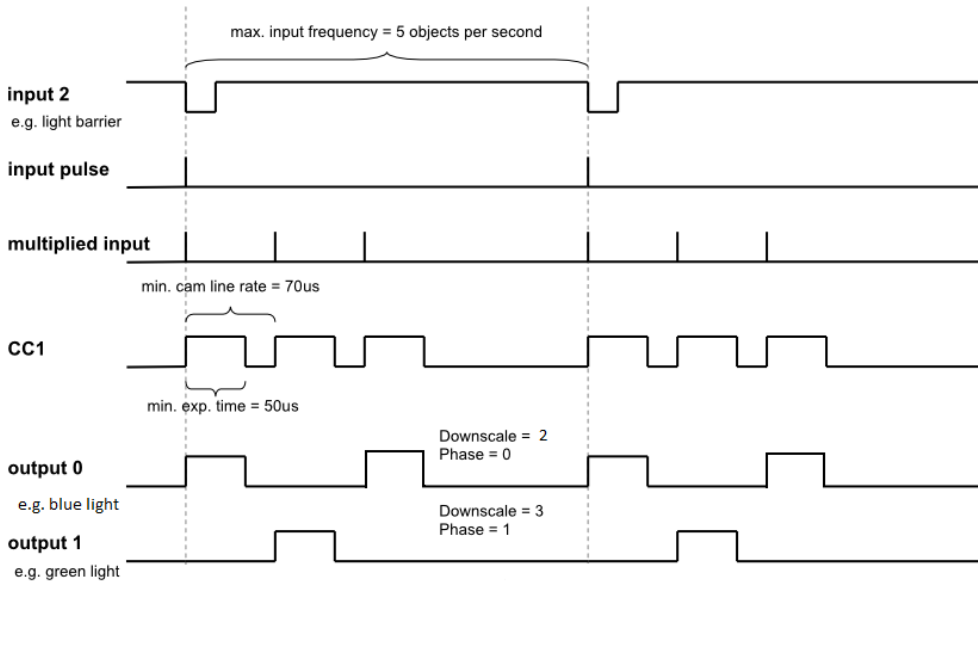 max. input frequency = 5 objects per second
input 2
e.g. light barrier
input pulse
multiplied input
min. cam line rate = 70us
CC1
min. exp. time = 50us
Downscale = 2
Phase = 0
output 0
e.g. blue light
Downscale = 3
Phase = 1
output 1
e.g. green light